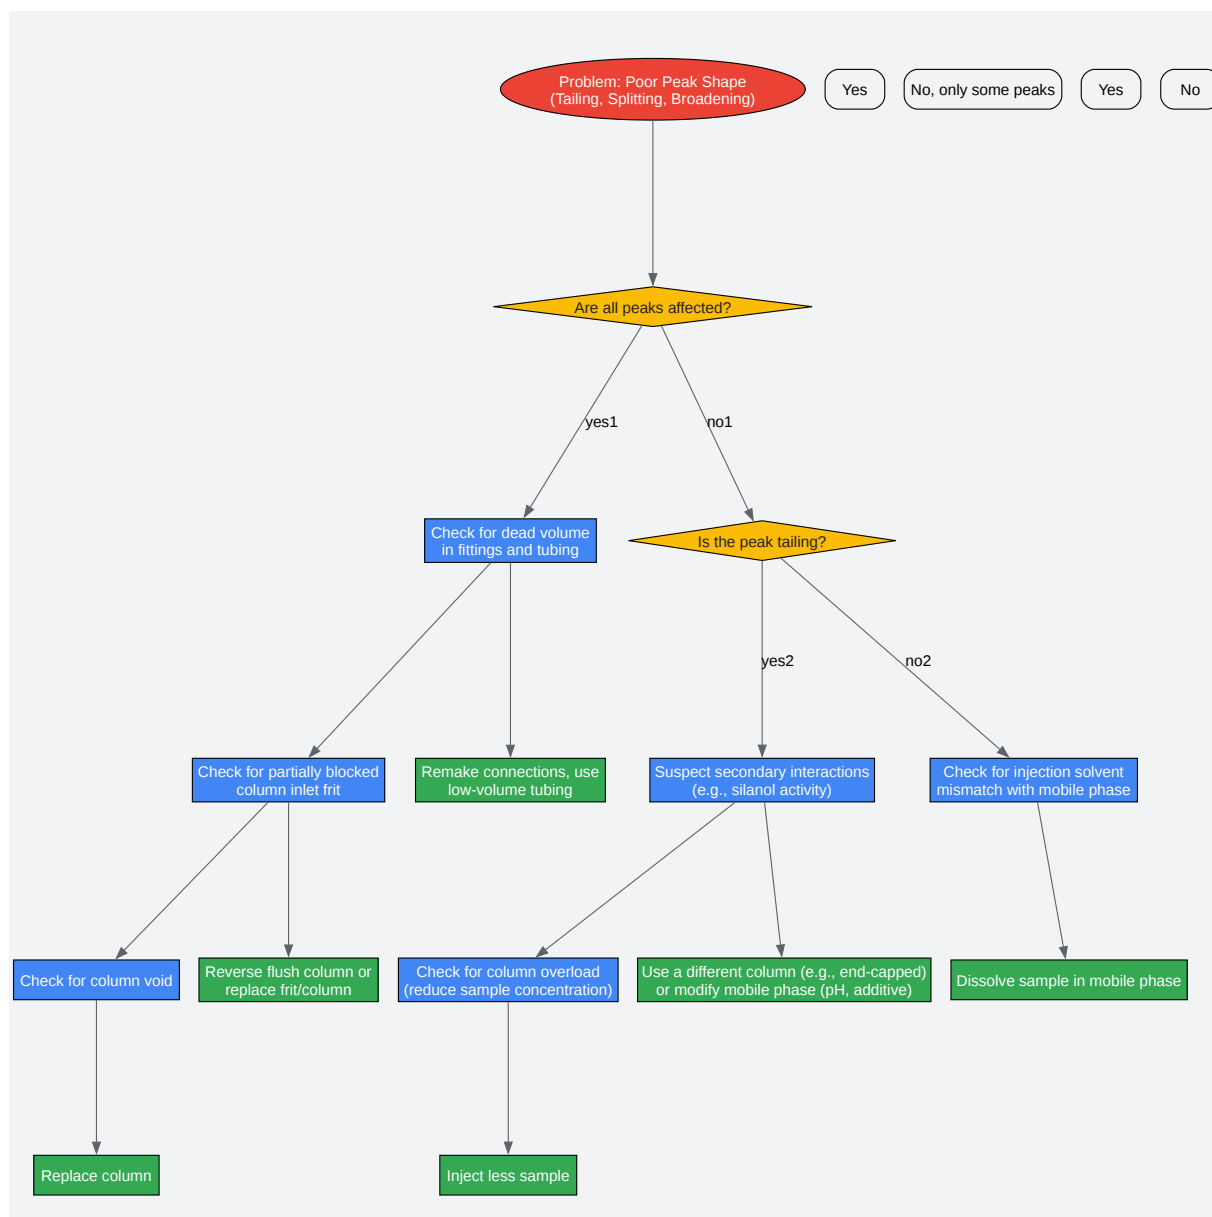 Problem: Poor Peak Shape
(Tailing, Splitting, Broadening)
Yes
No, only some peaks
Yes
No
Are all peaks affected?
yes1
no1
Check for dead volume
in fittings and tubing
Is the peak tailing?
yes2
no2
Check for partially blocked
column inlet frit
Remake connections, use
low-volume tubing
Suspect secondary interactions
(e.g., silanol activity)
Check for injection solvent
mismatch with mobile phase
Check for column void
Reverse flush column or
replace frit/column
Check for column overload
(reduce sample concentration)
Use a different column (e.g., end-capped)
or modify mobile phase (pH, additive)
Dissolve sample in mobile phase
Replace column
Inject less sample